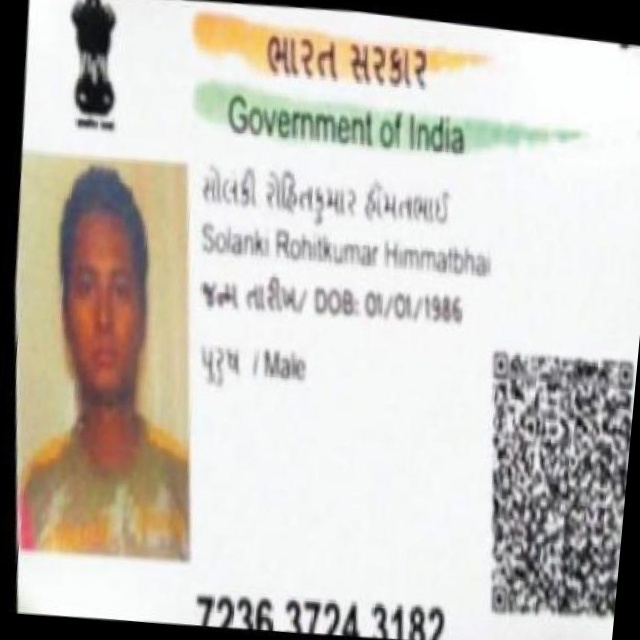 ભારત સરકાર
Government of India
સોલંકી રોહિતકુમાર હીંમતભાઈ
Solanki Rohitkumar Himmatbhai
જન્મ તારીખ/ DOB: 01/01/1986
પુરુષ / Male
7236 3724 3182